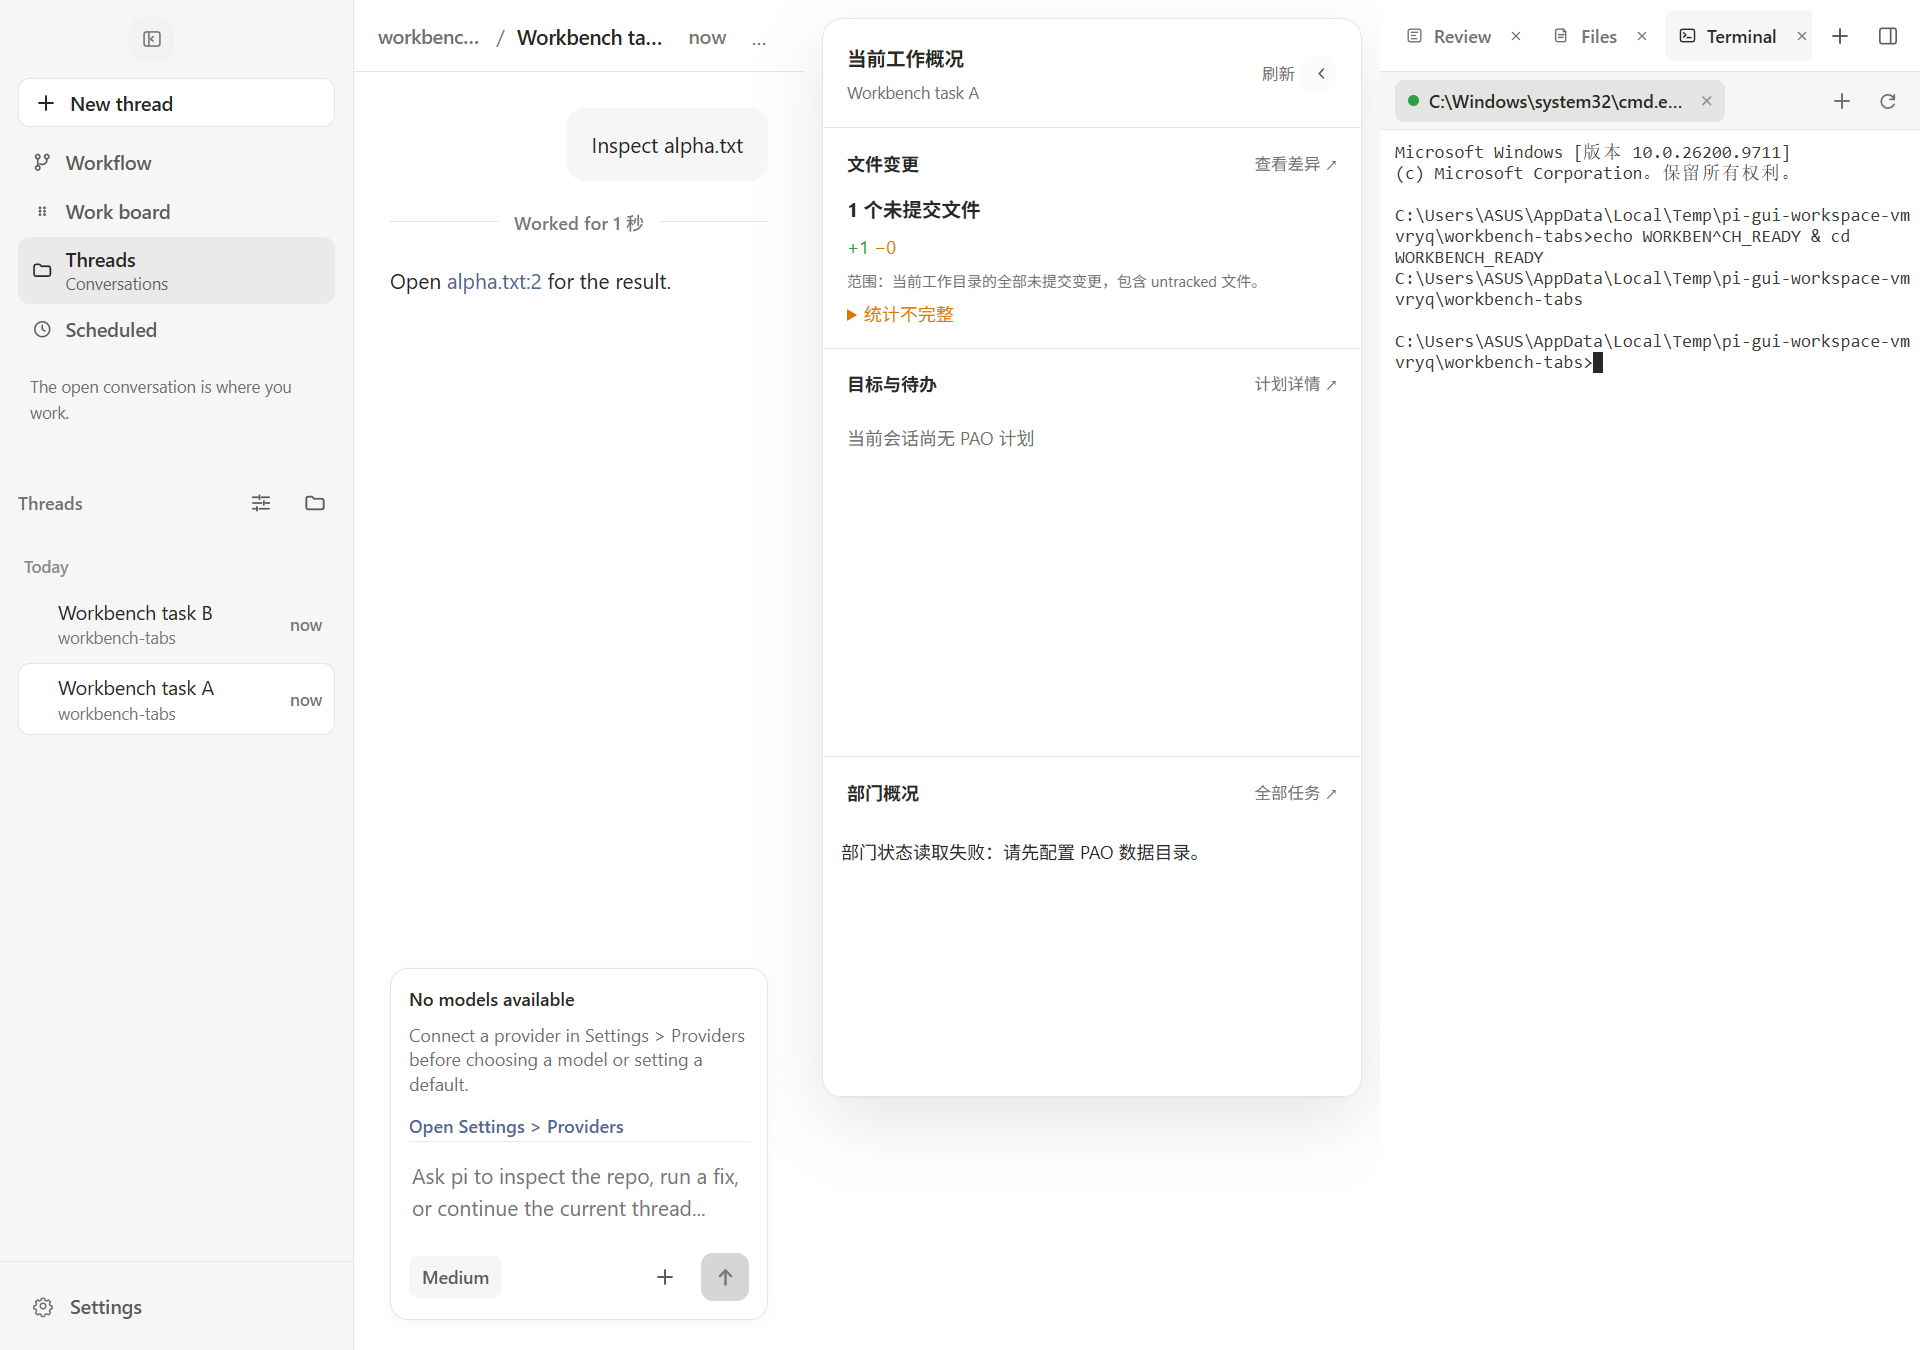 New thread
Workflow
Work board
Threads
Conversations
Scheduled
The open conversation is where you
work.
Threads
Today
Workbench task B
workbench-tabs
now
Workbench task A
workbench-tabs
now
Settings
workbenc... / Workbench ta... now ...
Inspect alpha.txt
Worked for 1 秒
Open alpha.txt:2 for the result.
No models available
Connect a provider in Settings > Providers
before choosing a model or setting a
default.
Open Settings > Providers
Ask pi to inspect the repo, run a fix,
or continue the current thread...
Medium
当前工作概况
Workbench task A
刷新
文件变更
查看差异 ↗
1 个未提交文件
+1 −0
范围：当前工作目录的全部未提交变更，包含 untracked 文件。
▶ 统计不完整
目标与待办
计划详情 ↗
当前会话尚无 PAO 计划
部门概况
全部任务 ↗
部门状态读取失败：请先配置 PAO 数据目录。
Review
Files
Terminal
C:\Windows\system32\cmd.e...
Microsoft Windows [版本 10.0.26200.9711]
(c) Microsoft Corporation。保留所有权利。
C:\Users\ASUS\AppData\Local\Temp\pi-gui-workspace-vm
vryq\workbench-tabs>echo WORKBEN^CH_READY & cd
WORKBENCH_READY
C:\Users\ASUS\AppData\Local\Temp\pi-gui-workspace-vm
vryq\workbench-tabs
C:\Users\ASUS\AppData\Local\Temp\pi-gui-workspace-vm
vryq\workbench-tabs>